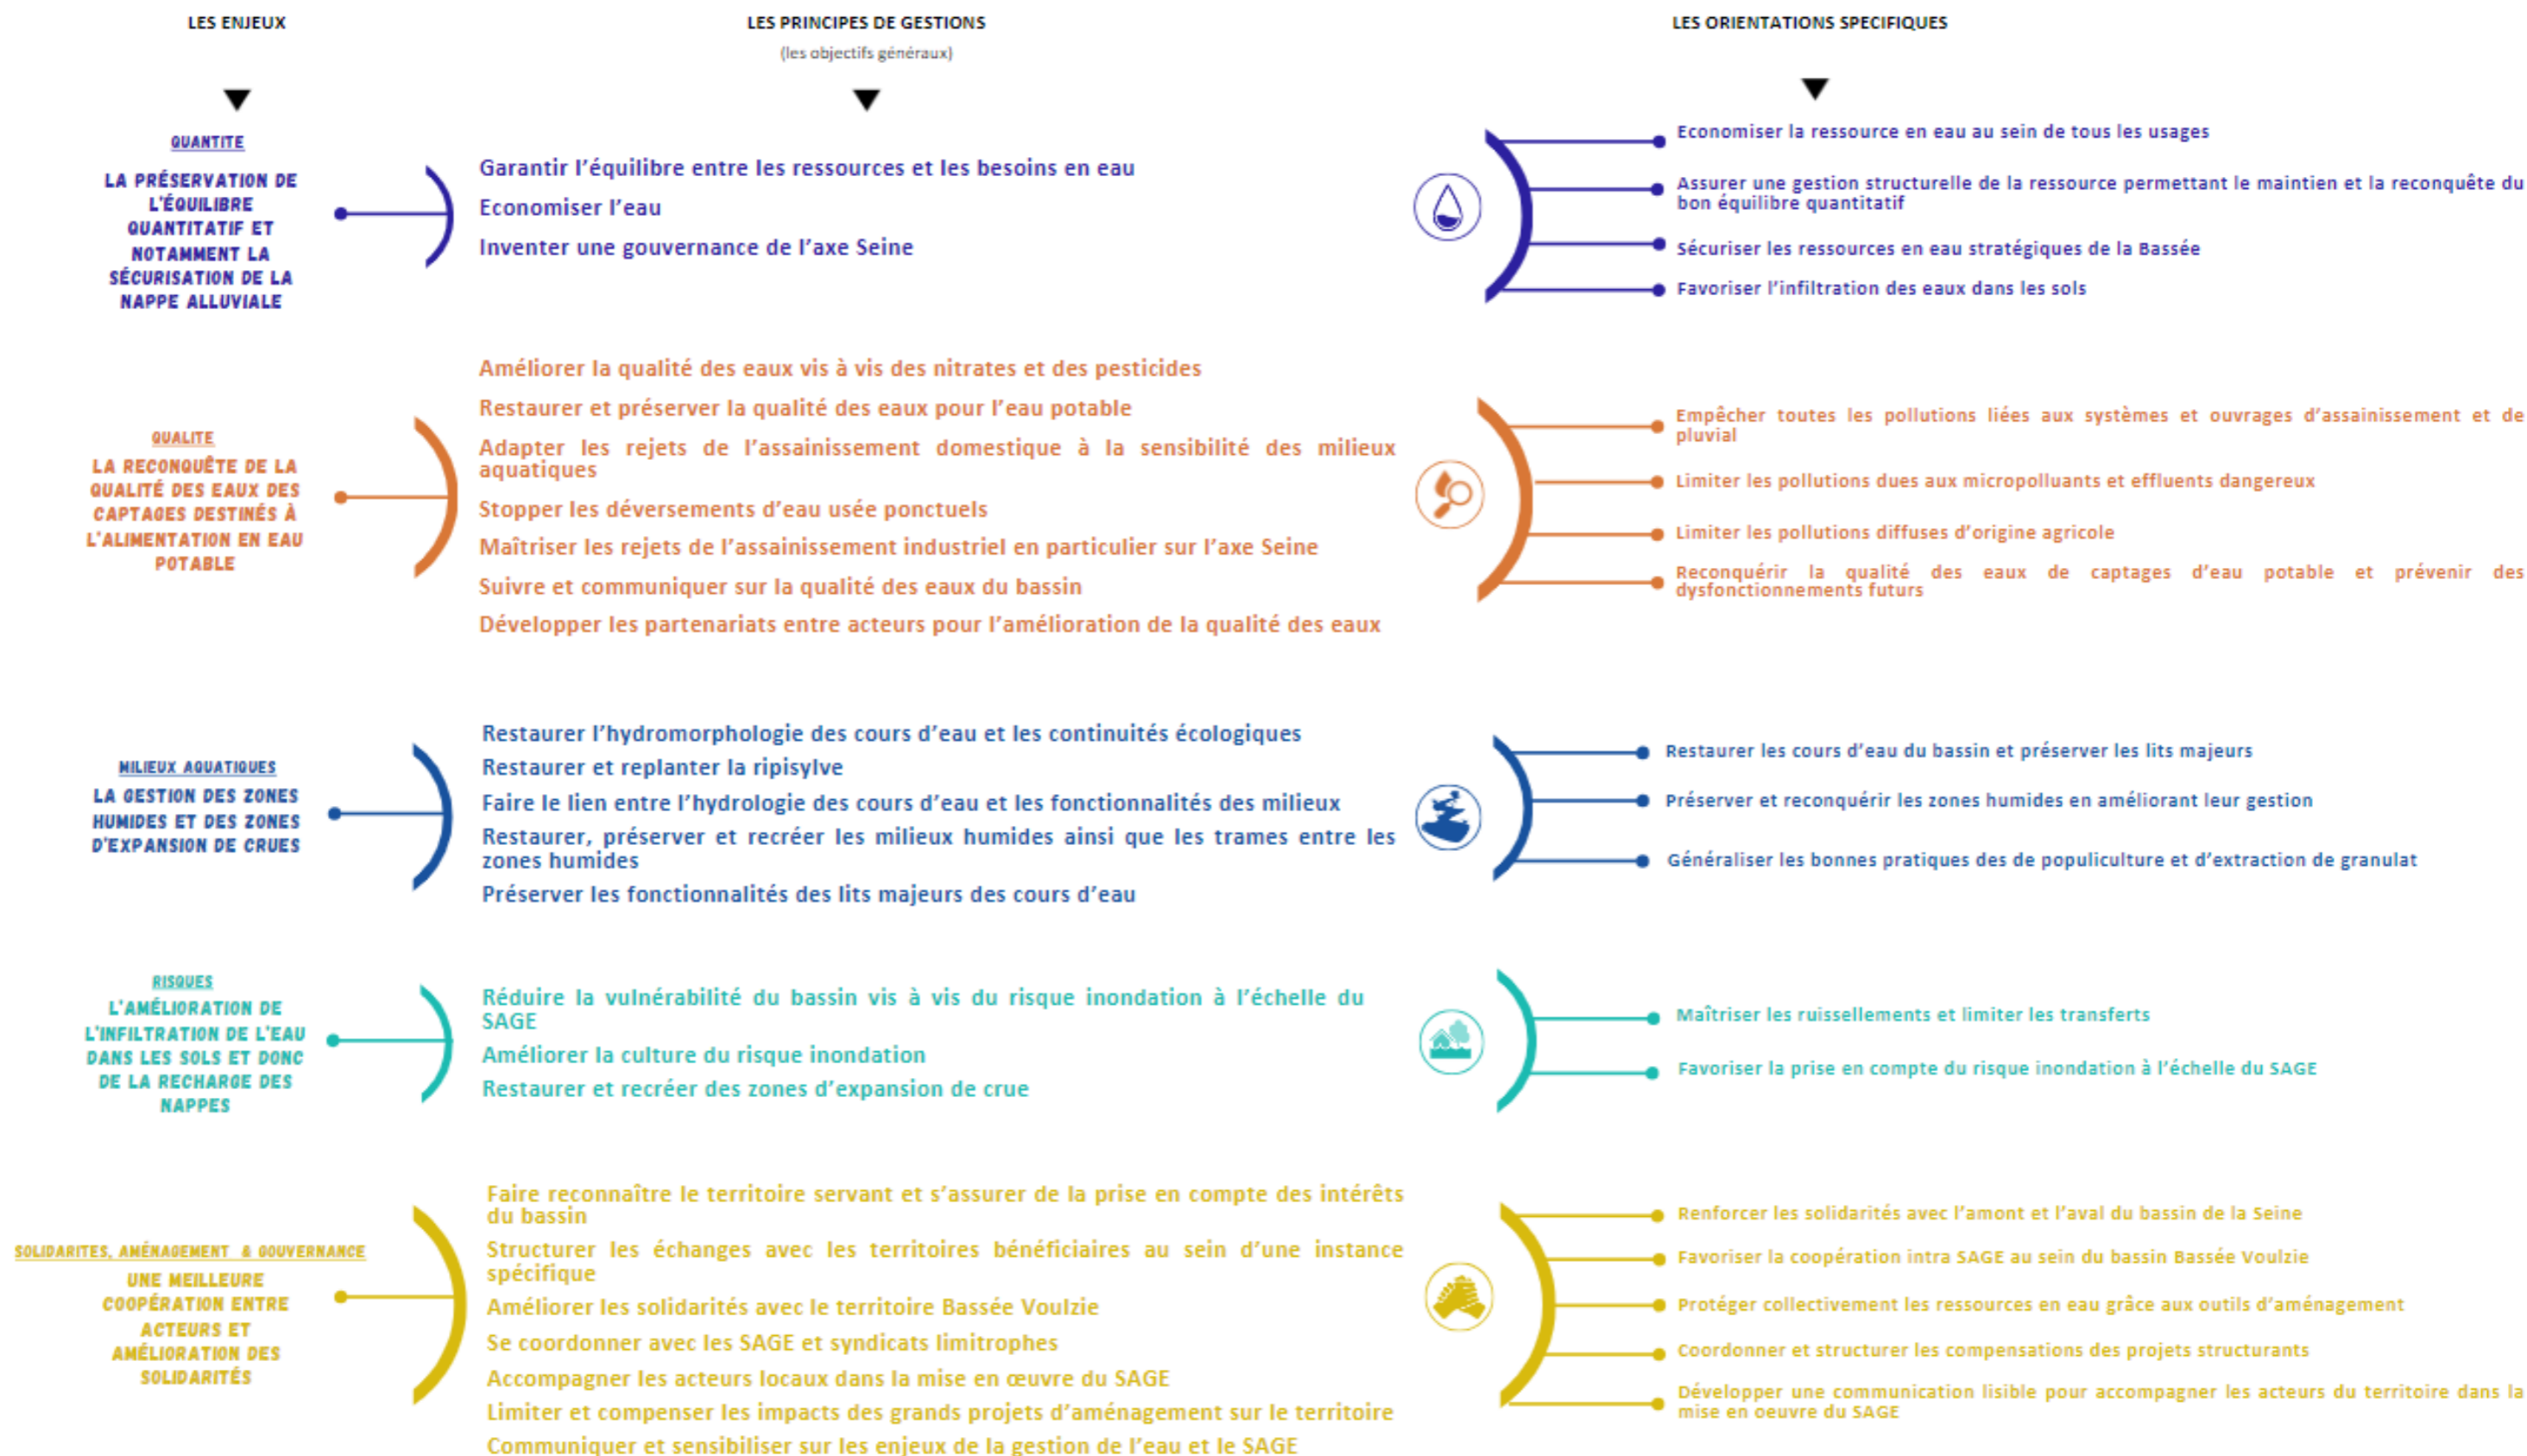 LES ENJEUX
LES PRINCIPES DE GESTIONS
(les objectifs généraux)
LES ORIENTATIONS SPECIFIQUES
QUANTITE
LA PRÉSERVATION DE
L'ÉQUILIBRE
QUANTITATIF ET
NOTAMMENT LA
SÉCURISATION DE LA
NAPPE ALLUVIALE
Garantir l'équilibre entre les ressources et les besoins en eau
Economiser l'eau
Inventer une gouvernance de l'axe Seine
Economiser la ressource en eau au sein de tous les usages
Assurer une gestion structurelle de la ressource permettant le maintien et la reconquête du
bon équilibre quantitatif
Sécuriser les ressources en eau stratégiques de la Bassée
Favoriser l'infiltration des eaux dans les sols
QUALITE
LA RECONQUÊTE DE LA
QUALITÉ DES EAUX DES
CAPTAGES DESTINÉS À
L'ALIMENTATION EN EAU
POTABLE
Améliorer la qualité des eaux vis à vis des nitrates et des pesticides
Restaurer et préserver la qualité des eaux pour l'eau potable
Adapter les rejets de l'assainissement domestique à la sensibilité des milieux
aquatiques
Stopper les déversements d'eau usée ponctuels
Maîtriser les rejets de l'assainissement industriel en particulier sur l'axe Seine
Suivre et communiquer sur la qualité des eaux du bassin
Développer les partenariats entre acteurs pour l'amélioration de la qualité des eaux
Empêcher toutes les pollutions liées aux systèmes et ouvrages d'assainissement et de
pluvial
Limiter les pollutions dues aux micropolluants et effluents dangereux
Limiter les pollutions diffuses d'origine agricole
Reconquérir la qualité des eaux de captages d'eau potable et prévenir des
dysfonctionnements futurs
MILIEUX AQUATIQUES
LA GESTION DES ZONES
HUMIDES ET DES ZONES
D'EXPANSION DE CRUES
Restaurer l'hydromorphologie des cours d'eau et les continuités écologiques
Restaurer et replanter la ripisylve
Faire le lien entre l'hydrologie des cours d'eau et les fonctionnalités des milieux
Restaurer, préserver et recréer les milieux humides ainsi que les trames entre les
zones humides
Préserver les fonctionnalités des lits majeurs des cours d'eau
Restaurer les cours d'eau du bassin et préserver les lits majeurs
Préserver et reconquérir les zones humides en améliorant leur gestion
Généraliser les bonnes pratiques des de populiculture et d'extraction de granulat
RISQUES
L'AMÉLIORATION DE
L'INFILTRATION DE L'EAU
DANS LES SOLS ET DONC
DE LA RECHARGE DES
NAPPES
Réduire la vulnérabilité du bassin vis à vis du risque inondation à l'échelle du
SAGE
Améliorer la culture du risque inondation
Restaurer et recréer des zones d'expansion de crue
Maîtriser les ruissellements et limiter les transferts
Favoriser la prise en compte du risque inondation à l'échelle du SAGE
SOLIDARITES, AMÉNAGEMENT & GOUVERNANCE
UNE MEILLEURE
COOPÉRATION ENTRE
ACTEURS ET
AMÉLIORATION DES
SOLIDARITÉS
Faire reconnaître le territoire servant et s'assurer de la prise en compte des intérêts
du bassin
Structurer les échanges avec les territoires bénéficiaires au sein d'une instance
spécifique
Améliorer les solidarités avec le territoire Bassée Voulzie
Se coordonner avec les SAGE et syndicats limitrophes
Accompagner les acteurs locaux dans la mise en œuvre du SAGE
Limiter et compenser les impacts des grands projets d'aménagement sur le territoire
Communiquer et sensibiliser sur les enjeux de la gestion de l'eau et le SAGE
Renforcer les solidarités avec l'amont et l'aval du bassin de la Seine
Favoriser la coopération intra SAGE au sein du bassin Bassée Voulzie
Protéger collectivement les ressources en eau grâce aux outils d'aménagement
Coordonner et structurer les compensations des projets structurants
Développer une communication lisible pour accompagner les acteurs du territoire dans la
mise en oeuvre du SAGE